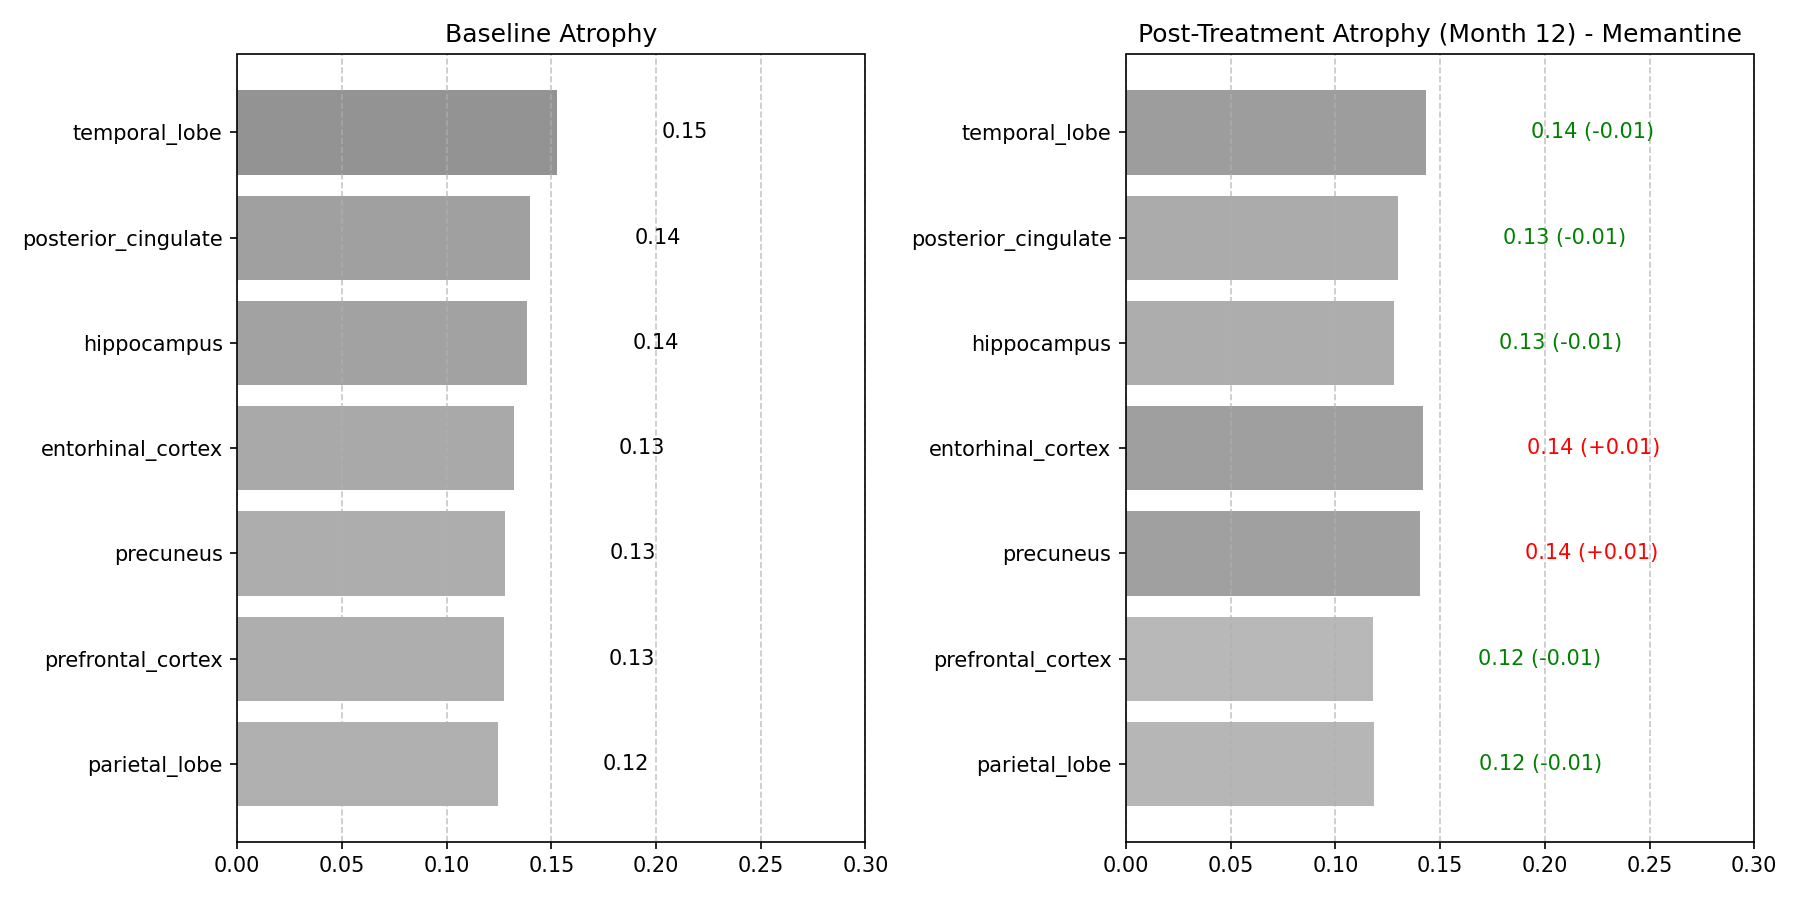 Baseline Atrophy
temporal_lobe 0.15
posterior_cingulate 0.14
hippocampus 0.14
entorhinal_cortex 0.13
precuneus 0.13
prefrontal_cortex 0.13
parietal_lobe 0.12
0.00 0.05 0.10 0.15 0.20 0.25 0.30
Post-Treatment Atrophy (Month 12) - Memantine
temporal_lobe 0.14 (-0.01)
posterior_cingulate 0.13 (-0.01)
hippocampus 0.13 (-0.01)
entorhinal_cortex 0.14 (+0.01)
precuneus 0.14 (+0.01)
prefrontal_cortex 0.12 (-0.01)
parietal_lobe 0.12 (-0.01)
0.00 0.05 0.10 0.15 0.20 0.25 0.30